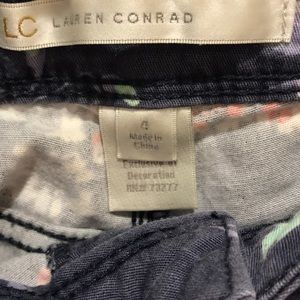 LC LAUREN CONRAD
4
Made in
China
Exclusive of
Decoration
RN# 73277